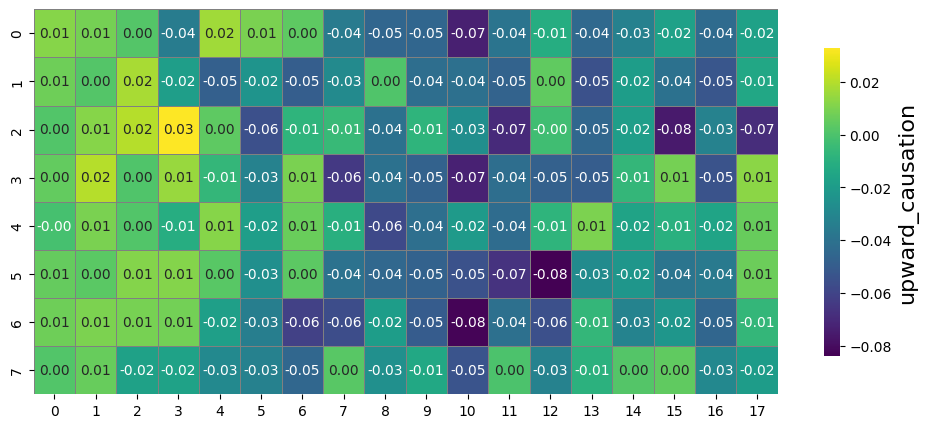 0 0.01 0.01 0.00 -0.04 0.02 0.01 0.00 -0.04 -0.05 -0.05 -0.07 -0.04 -0.01 -0.04 -0.03 -0.02 -0.04 -0.02
1 0.01 0.00 0.02 -0.02 -0.05 -0.02 -0.05 -0.03 0.00 -0.04 -0.04 -0.05 0.00 -0.05 -0.02 -0.04 -0.05 -0.01
2 0.00 0.01 0.02 0.03 0.00 -0.06 -0.01 -0.01 -0.04 -0.01 -0.03 -0.07 -0.00 -0.05 -0.02 -0.08 -0.03 -0.07
3 0.00 0.02 0.00 0.01 -0.01 -0.03 0.01 -0.06 -0.04 -0.05 -0.07 -0.04 -0.05 -0.05 -0.01 0.01 -0.05 0.01
4 -0.00 0.01 0.00 -0.01 0.01 -0.02 0.01 -0.01 -0.06 -0.04 -0.02 -0.04 -0.01 0.01 -0.02 -0.01 -0.02 0.01
5 0.01 0.00 0.01 0.01 0.00 -0.03 0.00 -0.04 -0.04 -0.05 -0.05 -0.07 -0.08 -0.03 -0.02 -0.04 -0.04 0.01
6 0.01 0.01 0.01 0.01 -0.02 -0.03 -0.06 -0.06 -0.02 -0.05 -0.08 -0.04 -0.06 -0.01 -0.03 -0.02 -0.05 -0.01
7 0.00 0.01 -0.02 -0.02 -0.03 -0.03 -0.05 0.00 -0.03 -0.01 -0.05 0.00 -0.03 -0.01 0.00 0.00 -0.03 -0.02
0 1 2 3 4 5 6 7 8 9 10 11 12 13 14 15 16 17
0.02
0.00
−0.02
−0.04
−0.06
−0.08
upward_causation